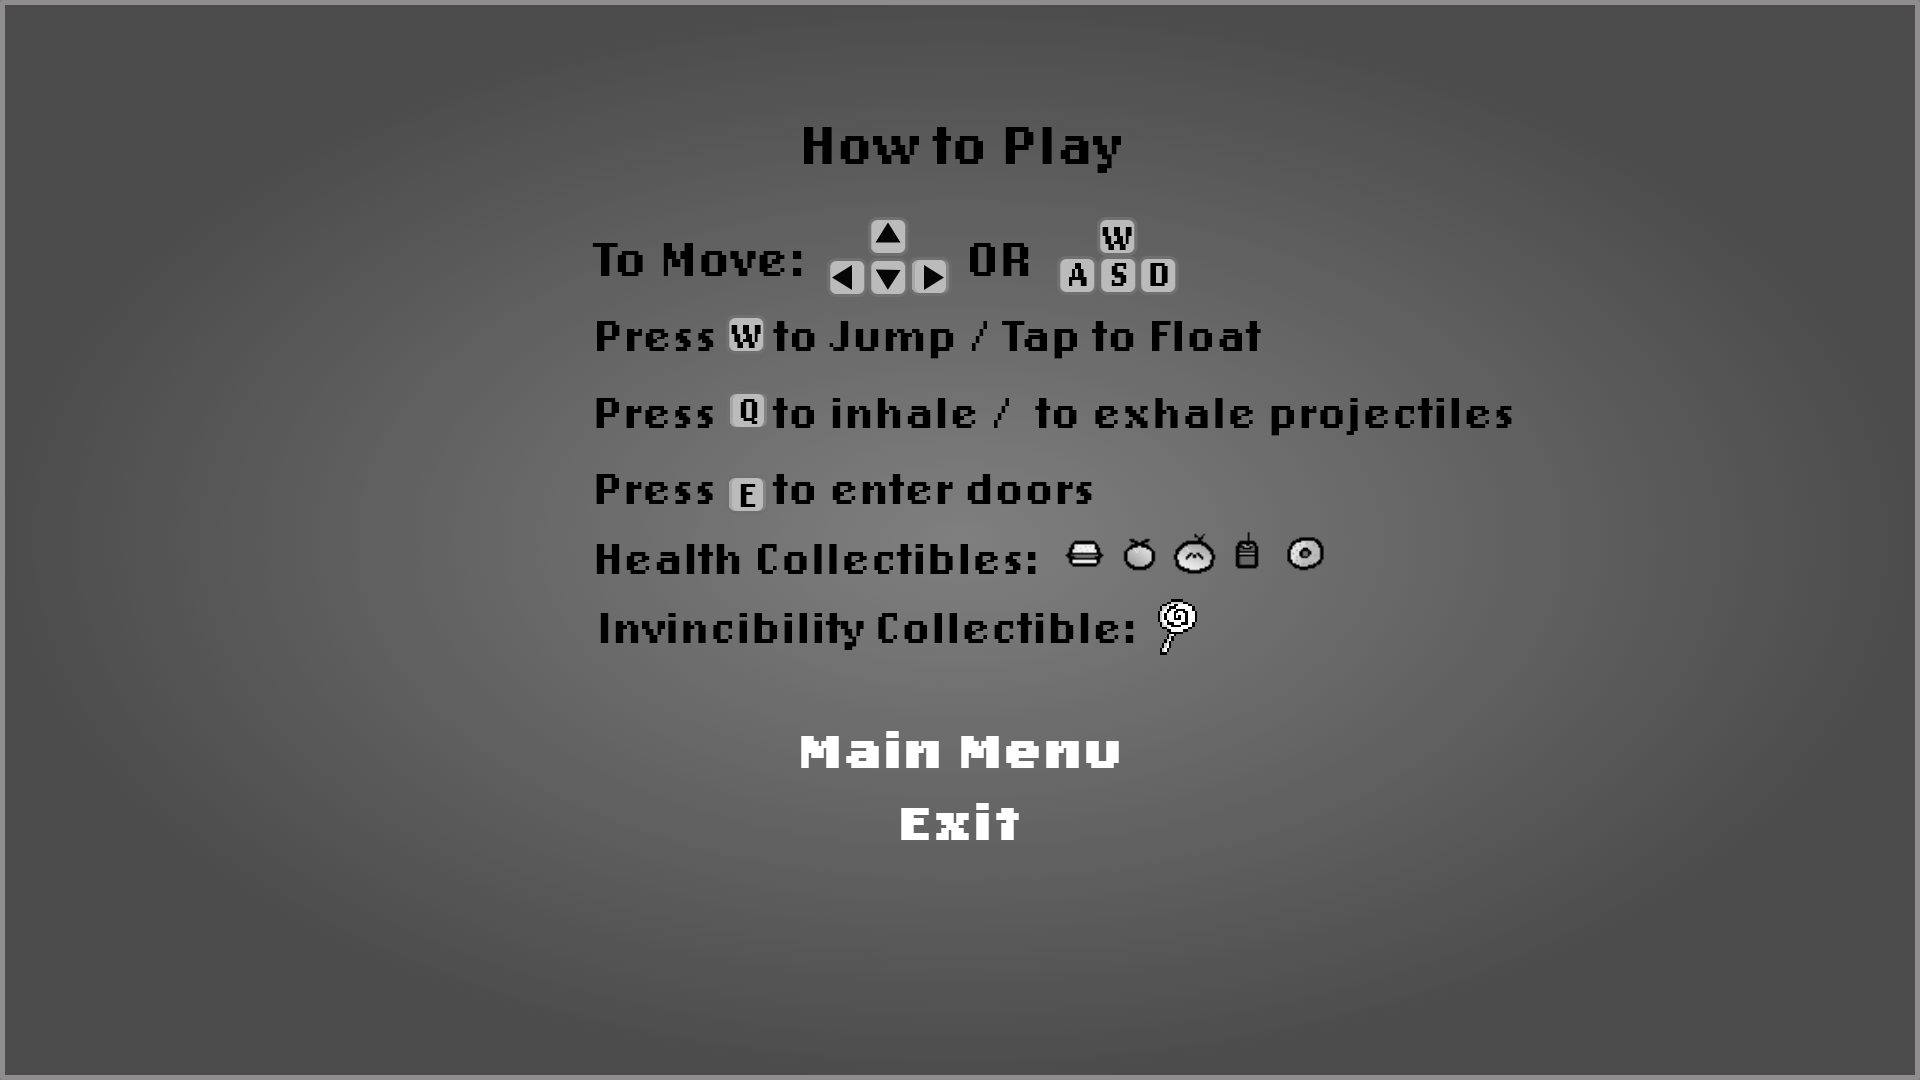 How to Play
To Move: OR W
A S D
Press W to Jump / Tap to Float
Press Q to inhale / to exhale projectiles
Press E to enter doors
Health Collectibles:
Invincibility Collectible:
Main Menu
Exit